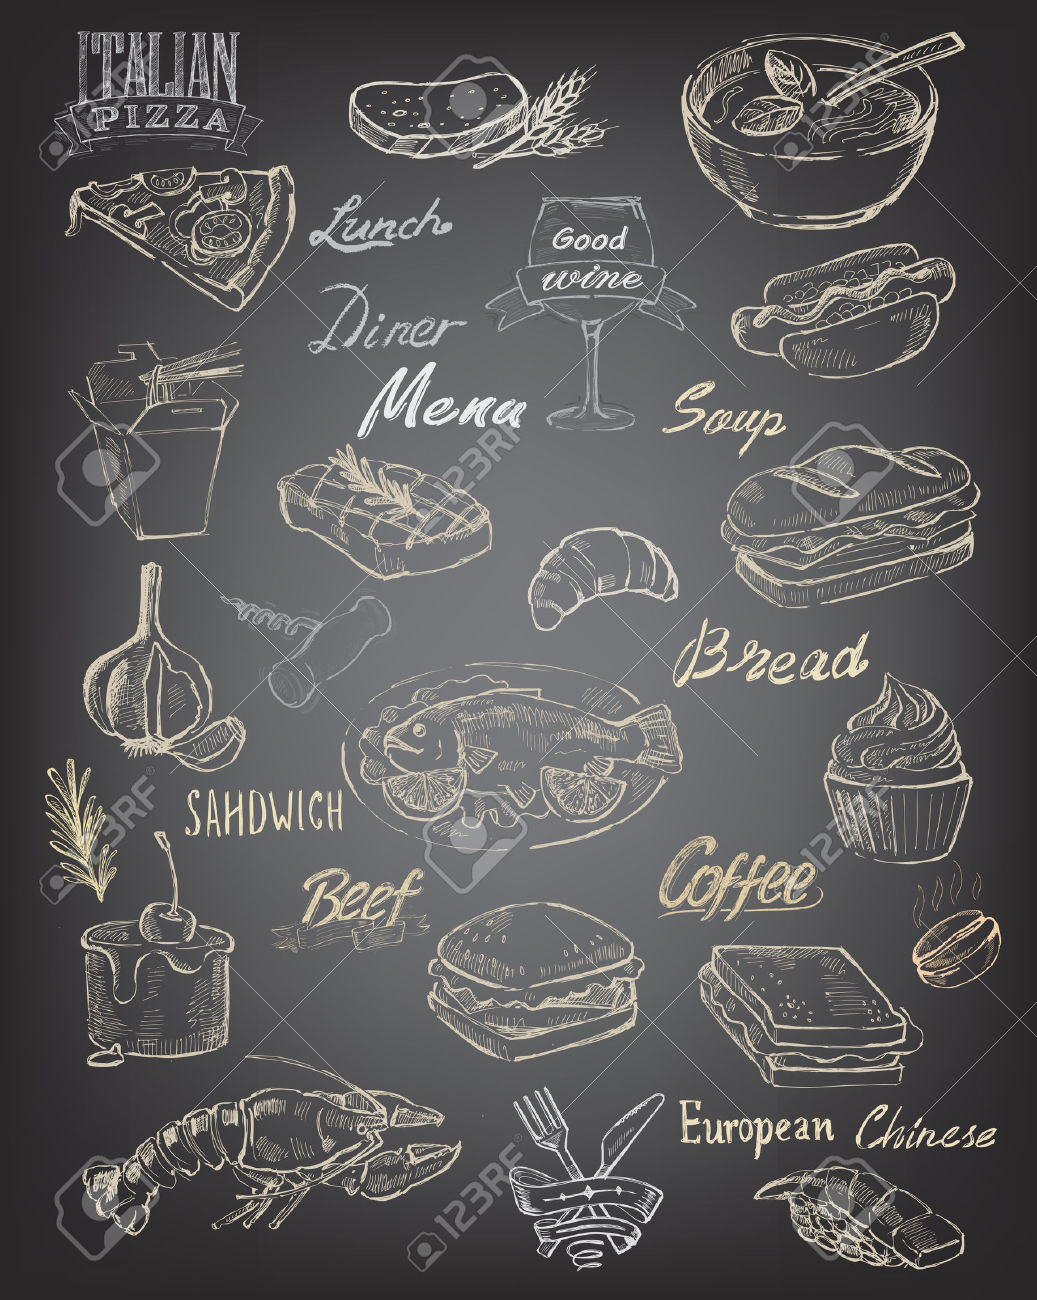 ITALIAN
PIZZA
Lunch
Good
wine
Diner
Menu
Soup
Bread
SAHDWICH
Beef
Coffee
European Chinese
123RF